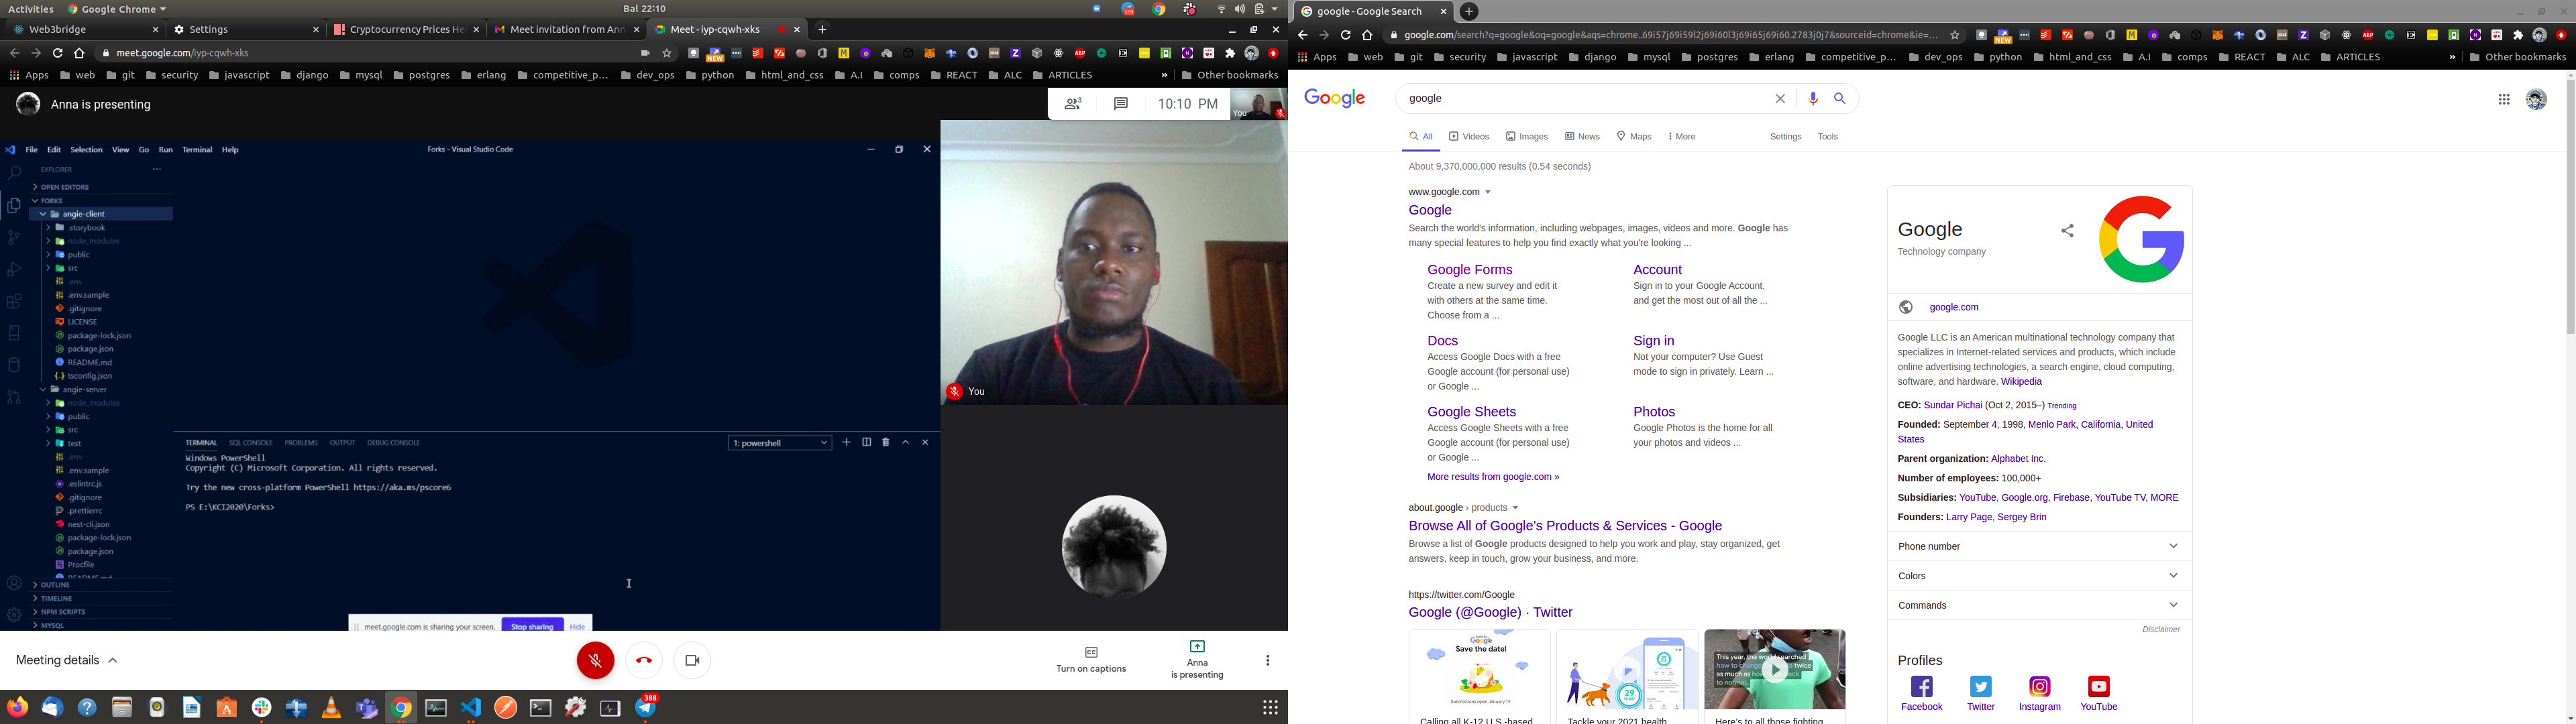 Activities
Google Chrome
Bal 22:10
Web3bridge
Settings
Cryptocurrency Prices He
Meet invitation from Ann
Meet - iyp-cqwh-xks
meet.google.com/iyp-cqwh-xks
NEW
ABP
Apps
web
git
security
javascript
django
mysql
postgres
erlang
competitive_p…
dev_ops
python
html_and_css
A.I
comps
REACT
ALC
ARTICLES
»
Other bookmarks
Anna is presenting
3
10:10 PM
You
File Edit Selection View Go Run Terminal Help
Forks - Visual Studio Code
EXPLORER
OPEN EDITORS
FORKS
angie-client
.storybook
node_modules
public
src
.env
.env.sample
.gitignore
LICENSE
package-lock.json
package.json
README.md
tsconfig.json
angie-server
node_modules
public
src
test
.env
.env.sample
.eslintrc.js
.gitignore
.prettierrc
nest-cli.json
package-lock.json
package.json
Procfile
README.md
OUTLINE
TIMELINE
NPM SCRIPTS
MYSQL
TERMINAL SQL CONSOLE PROBLEMS OUTPUT DEBUG CONSOLE
1: powershell
Windows PowerShell
Copyright (C) Microsoft Corporation. All rights reserved.
Try the new cross-platform PowerShell https://aka.ms/pscore6
PS E:\KCI2020\Forks>
meet.google.com is sharing your screen.
Stop sharing
Hide
You
Meeting details
Turn on captions
Anna
is presenting
388
google - Google Search
google.com/search?q=google&oq=google&aqs=chrome..69i57j69i59l2j69i60l3j69i65j69i60.2783j0j7&sourceid=chrome&ie=…
NEW
ABP
Apps
web
git
security
javascript
django
mysql
postgres
erlang
competitive_p…
dev_ops
python
html_and_css
A.I
comps
REACT
ALC
ARTICLES
»
Other bookmarks
Google
google
All
Videos
Images
News
Maps
More
Settings
Tools
About 9,370,000,000 results (0.54 seconds)
www.google.com
Google
Search the world's information, including webpages, images, videos and more. Google has
many special features to help you find exactly what you're looking ...
Google Forms
Create a new survey and edit it
with others at the same time.
Choose from a ...
Account
Sign in to your Google Account,
and get the most out of all the ...
Docs
Access Google Docs with a free
Google account (for personal use)
or Google ...
Sign in
Not your computer? Use Guest
mode to sign in privately. Learn ...
Google Sheets
Access Google Sheets with a free
Google account (for personal use)
or Google ...
Photos
Google Photos is the home for all
your photos and videos ...
More results from google.com »
about.google › products
Browse All of Google's Products & Services - Google
Browse a list of Google products designed to help you work and play, stay organized, get
answers, keep in touch, grow your business, and more.
https://twitter.com/Google
Google (@Google) · Twitter
Google
Save the date!
Submissions open January 11!
29
This year, the world searched
how to change the world twice
as much as how to go back
to normal.
Calling all K-12 U.S.-based
Tackle your 2021 health
Here's to all those fighting
Google
Technology company
google.com
Google LLC is an American multinational technology company that
specializes in Internet-related services and products, which include
online advertising technologies, a search engine, cloud computing,
software, and hardware. Wikipedia
CEO: Sundar Pichai (Oct 2, 2015–) Trending
Founded: September 4, 1998, Menlo Park, California, United
States
Parent organization: Alphabet Inc.
Number of employees: 100,000+
Subsidiaries: YouTube, Google.org, Firebase, YouTube TV, MORE
Founders: Larry Page, Sergey Brin
Phone number
Colors
Commands
Disclaimer
Profiles
Facebook
Twitter
Instagram
YouTube